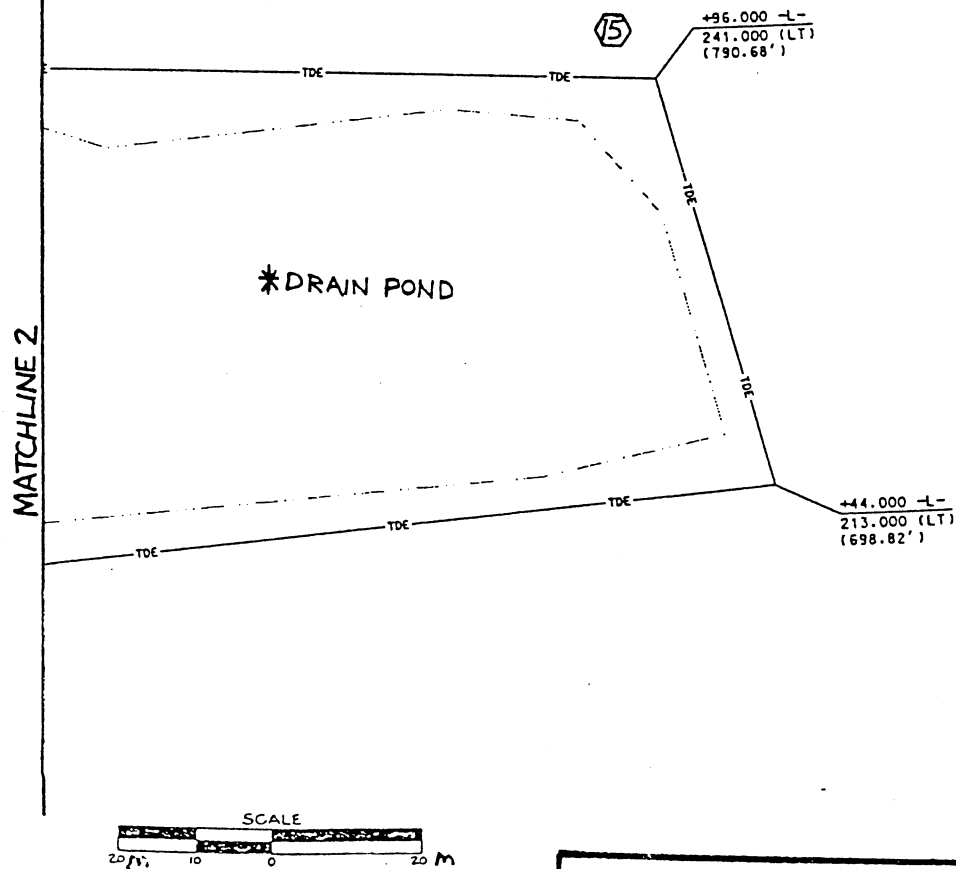 15
+96.000 -L-
241.000 (LT)
(790.68')
TDE TDE
TDE
*DRAIN POND
MATCHLINE 2
TDE
TDE
TDE
TDE
+44.000 -L-
213.000 (LT)
(698.82')
SCALE
20 10 0 20 M